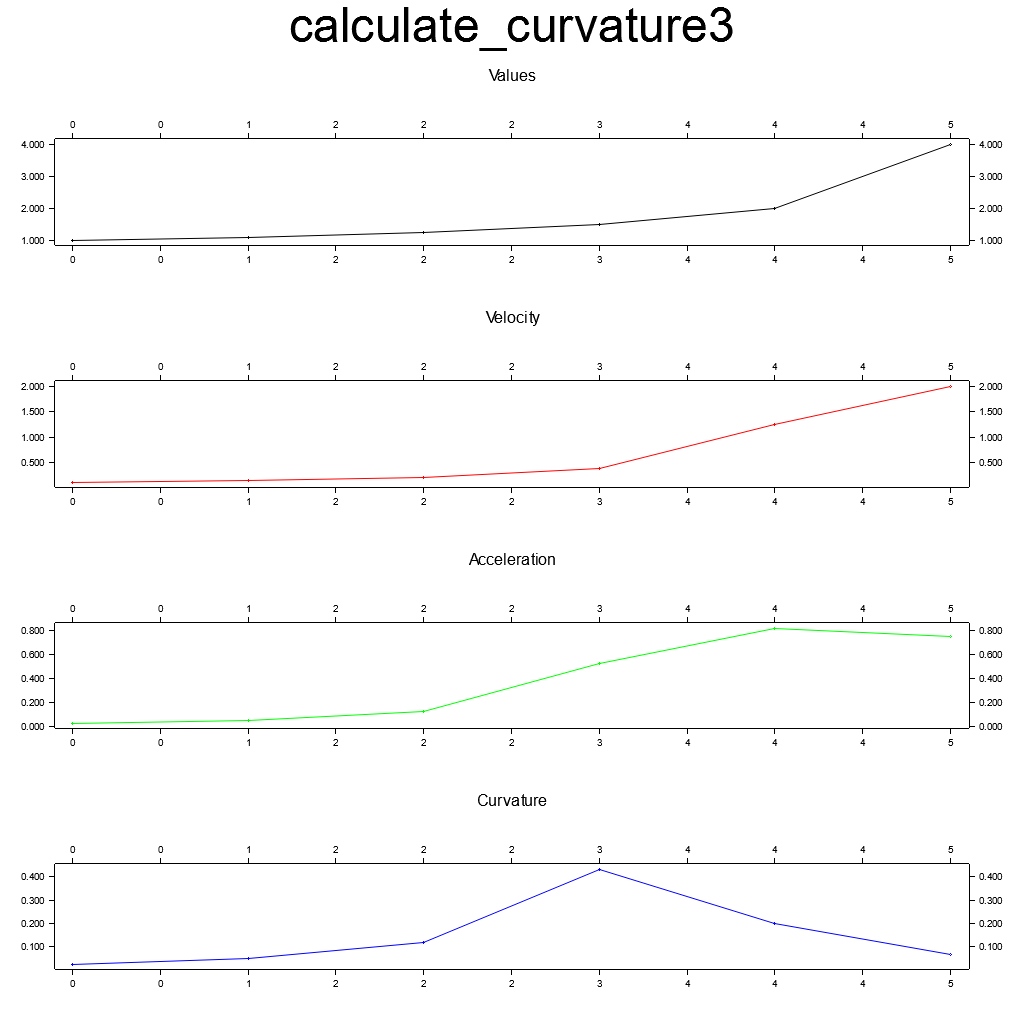 calculate_curvature3
Values
0 0 1 2 2 2 3 4 4 4 5
4.000 4.000
3.000 3.000
2.000 2.000
1.000 1.000
0 0 1 2 2 2 3 4 4 4 5
Velocity
0 0 1 2 2 2 3 4 4 4 5
2.000 2.000
1.500 1.500
1.000 1.000
0.500 0.500
0 0 1 2 2 2 3 4 4 4 5
Acceleration
0 0 1 2 2 2 3 4 4 4 5
0.800 0.800
0.600 0.600
0.400 0.400
0.200 0.200
0.000 0.000
0 0 1 2 2 2 3 4 4 4 5
Curvature
0 0 1 2 2 2 3 4 4 4 5
0.400 0.400
0.300 0.300
0.200 0.200
0.100 0.100
0 0 1 2 2 2 3 4 4 4 5